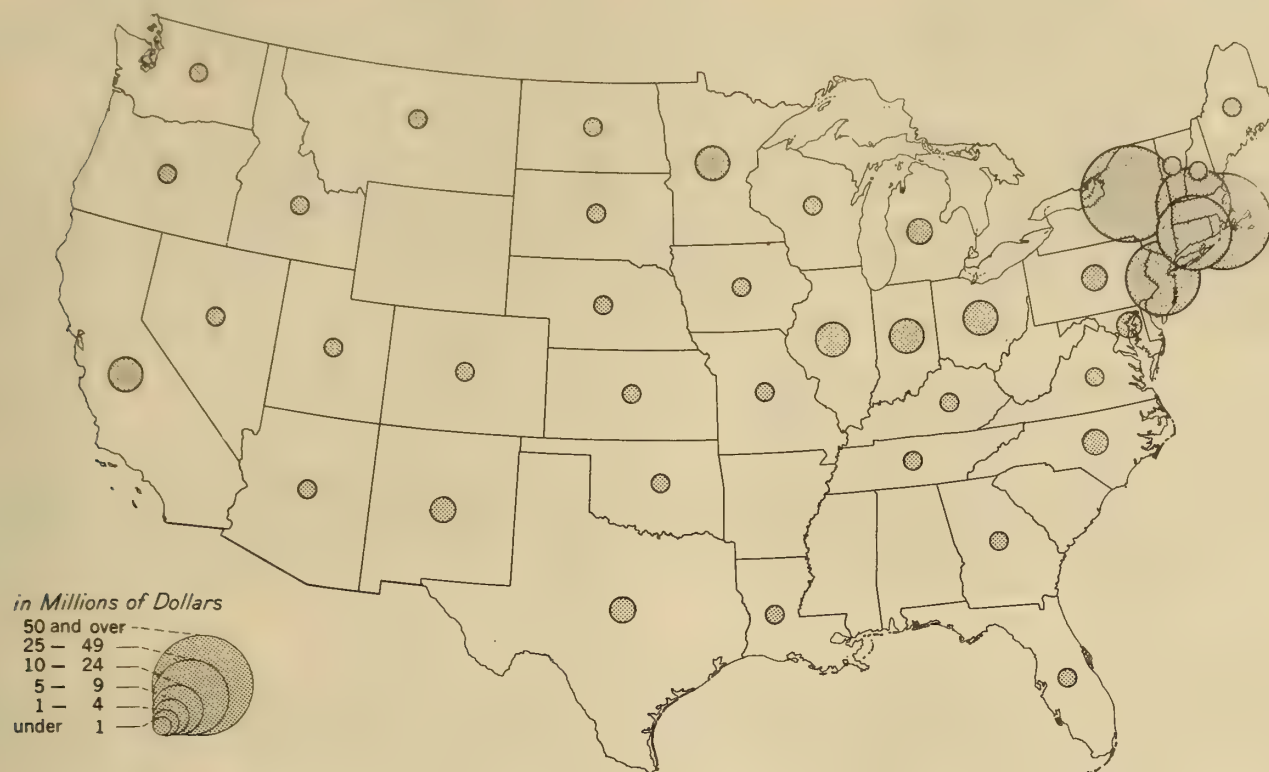 in Millions of Dollars
50 and over
25 – 49
10 – 24
5 – 9
1 – 4
under 1